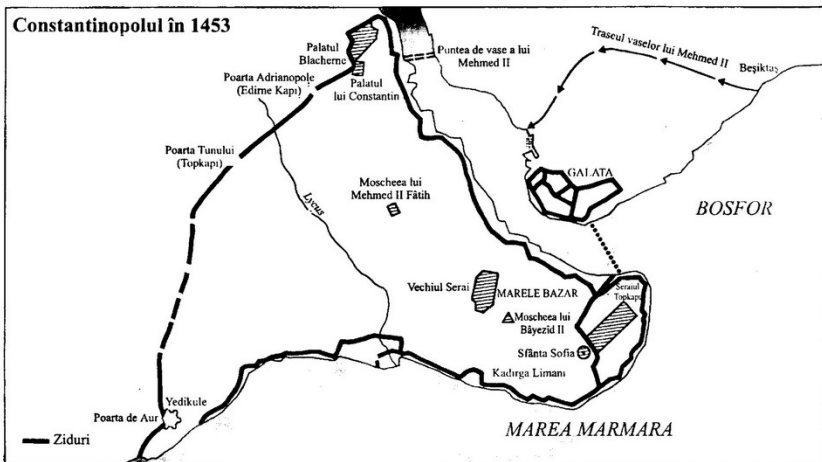 Constantinopolul în 1453
Palatul
Blacherne
Puntea de vase a lui
Mehmed II
Traseul vaselor lui Mehmed II
Beşiktaş
Poarta Adrianopole
(Edirne Kapı)
Palatul
lui Constantin
Poarta Tunului
(Topkapı)
GALATA
Moscheea lui
Mehmed II Fâtih
Lycus
BOSFOR
Vechiul Serai
MARELE BAZAR
Seraiul
Topkapı
Moscheea lui
Bâyezîd II
Sfânta Sofia
Kadırga Limanı
Yedikule
Poarta de Aur
MAREA MARMARA
Ziduri